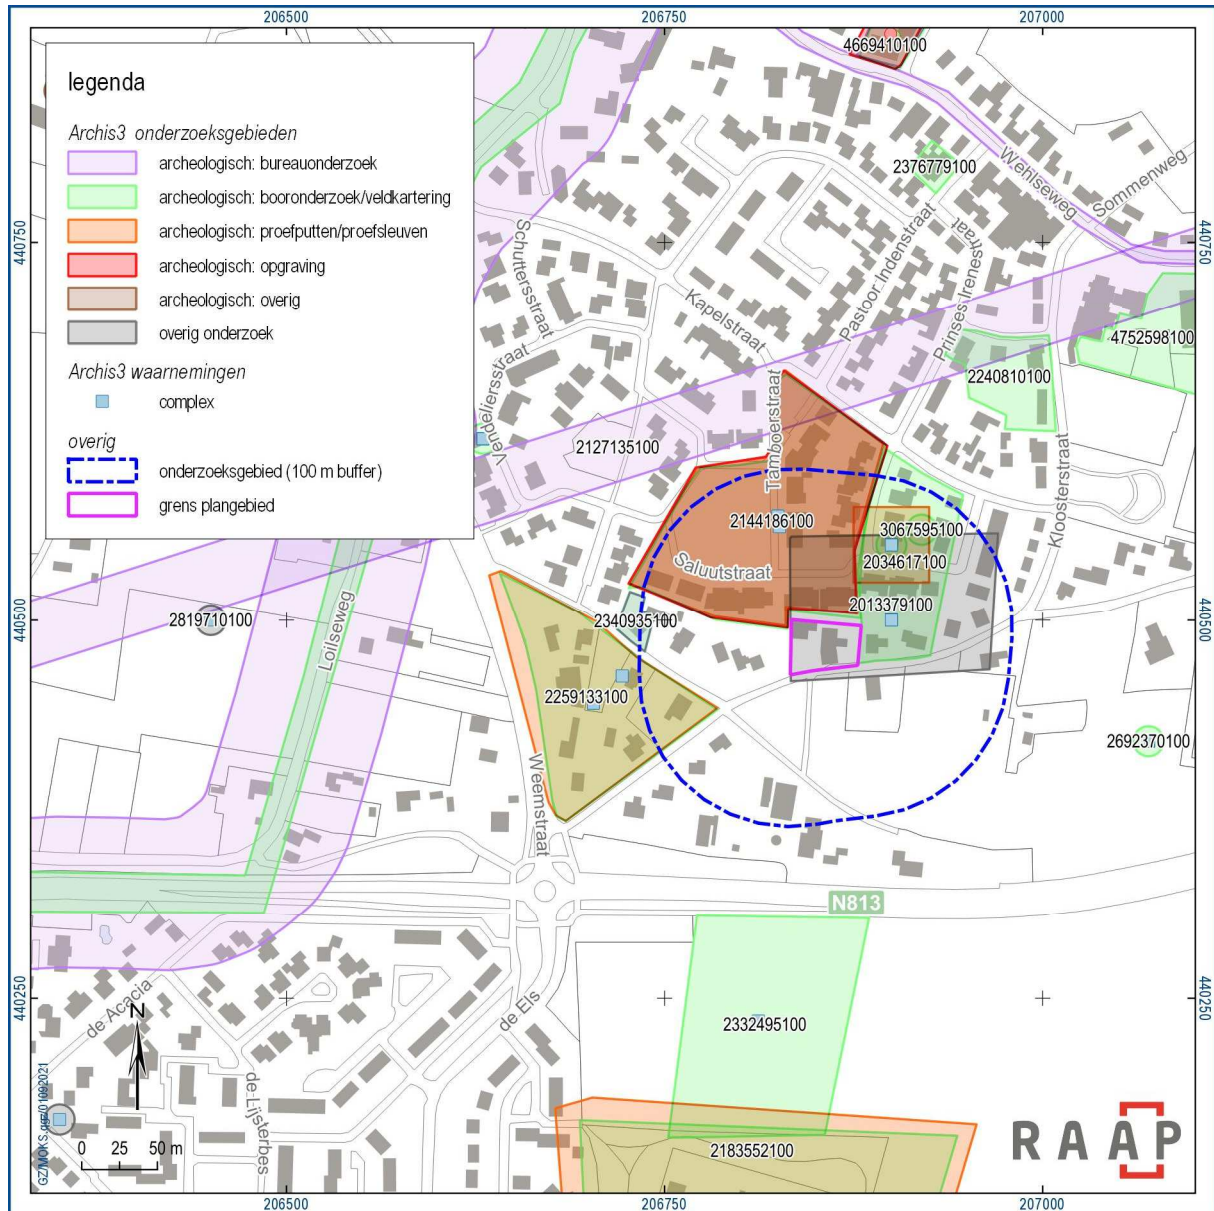 206500
206750
207000
legenda
Archis3 onderzoeksgebieden
archeologisch: bureauonderzoek
archeologisch: booronderzoek/veldkartering
archeologisch: proefputten/proefsleuven
archeologisch: opgraving
archeologisch: overig
overig onderzoek
Archis3 waarnemingen
complex
overig
onderzoeksgebied (100 m buffer)
grens plangebied
4669410100
2376779100
Wehlseweg
Sommenweg
440750
440750
Schuttersstraat
Kapelstraat
Pastoor Indenstraat
Prinses Irenestraat
4752598100
2240810100
Vendeliersstraat
Tamboerstraat
2127135100
Kloosterstraat
2144186100
3067595100
2034617100
Saluutstraat
2013379100
440500
2819710100
2340935100
440500
Loilseweg
2259133100
2692370100
Weemstraat
N813
440250
440250
de Acacia
de Els
2332495100
N
de Lijsterbes
2183552100
0 25 50 m
RAAP
206500
206750
207000